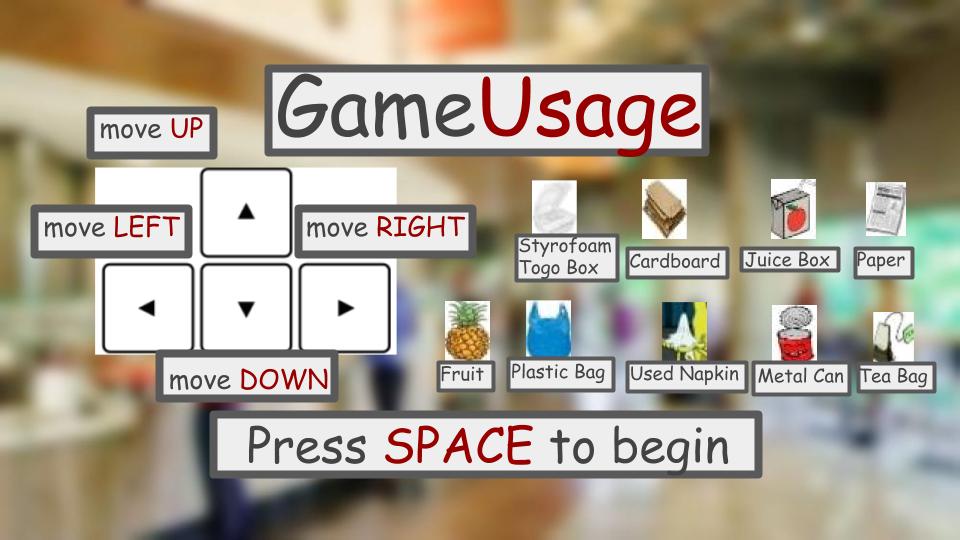 GameUsage
move UP
move LEFT
move RIGHT
move DOWN
Styrofoam
Togo Box
Cardboard
Juice Box
Paper
Fruit
Plastic Bag
Used Napkin
Metal Can
Tea Bag
Press SPACE to begin